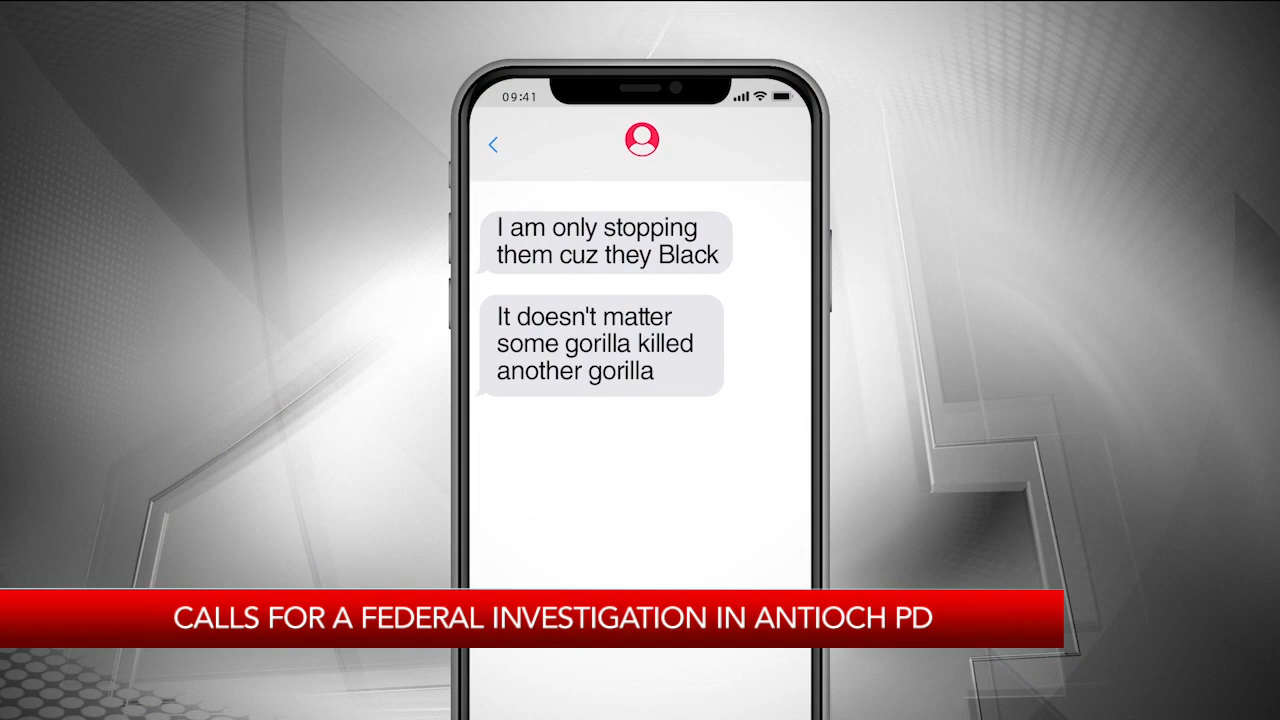 09:41
I am only stopping
them cuz they Black
It doesn't matter
some gorilla killed
another gorilla
CALLS FOR A FEDERAL INVESTIGATION IN ANTIOCH PD